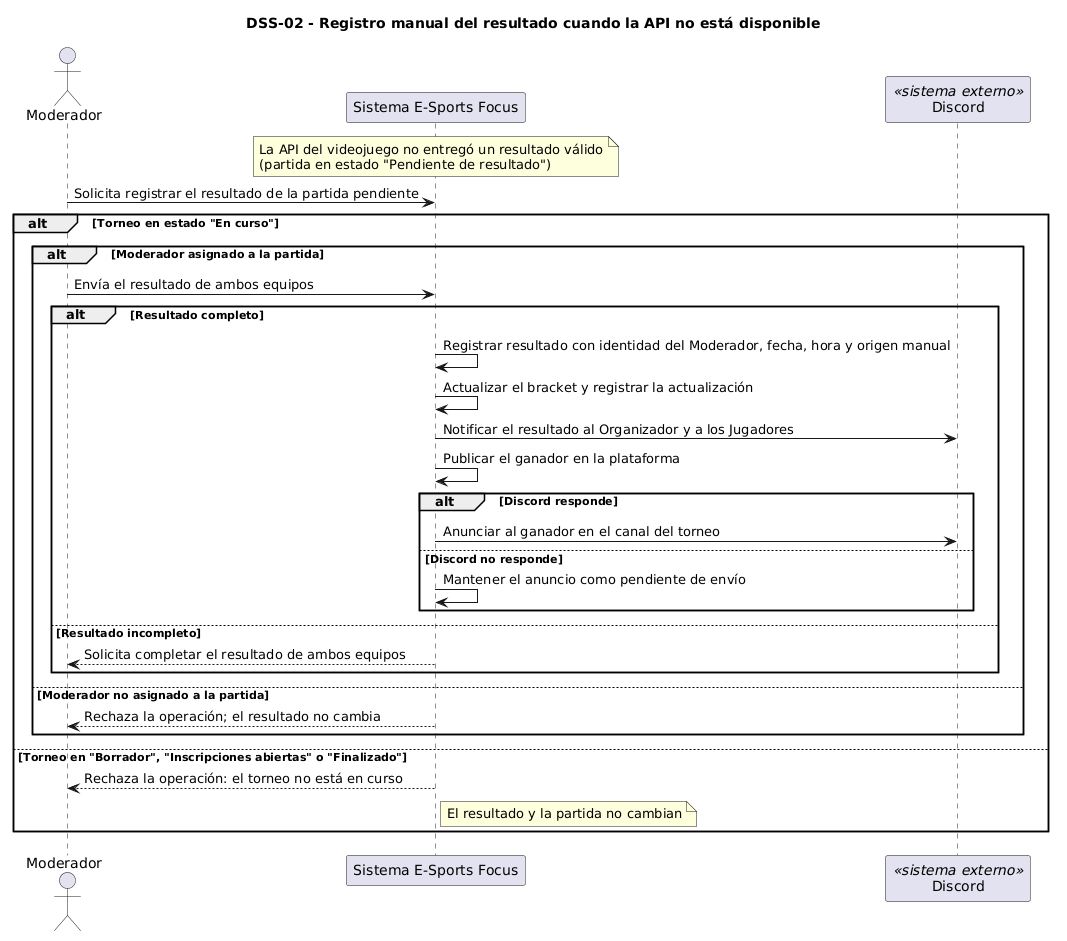 DSS-02 - Registro manual del resultado cuando la API no está disponible
Moderador
Sistema E-Sports Focus
«sistema externo»
Discord
La API del videojuego no entregó un resultado válido
(partida en estado "Pendiente de resultado")
Solicita registrar el resultado de la partida pendiente
alt
[Torneo en estado "En curso"]
alt
[Moderador asignado a la partida]
Envía el resultado de ambos equipos
alt
[Resultado completo]
Registrar resultado con identidad del Moderador, fecha, hora y origen manual
Actualizar el bracket y registrar la actualización
Notificar el resultado al Organizador y a los Jugadores
Publicar el ganador en la plataforma
alt
[Discord responde]
Anunciar al ganador en el canal del torneo
[Discord no responde]
Mantener el anuncio como pendiente de envío
[Resultado incompleto]
Solicita completar el resultado de ambos equipos
[Moderador no asignado a la partida]
Rechaza la operación; el resultado no cambia
[Torneo en "Borrador", "Inscripciones abiertas" o "Finalizado"]
Rechaza la operación: el torneo no está en curso
El resultado y la partida no cambian
Moderador
Sistema E-Sports Focus
«sistema externo»
Discord